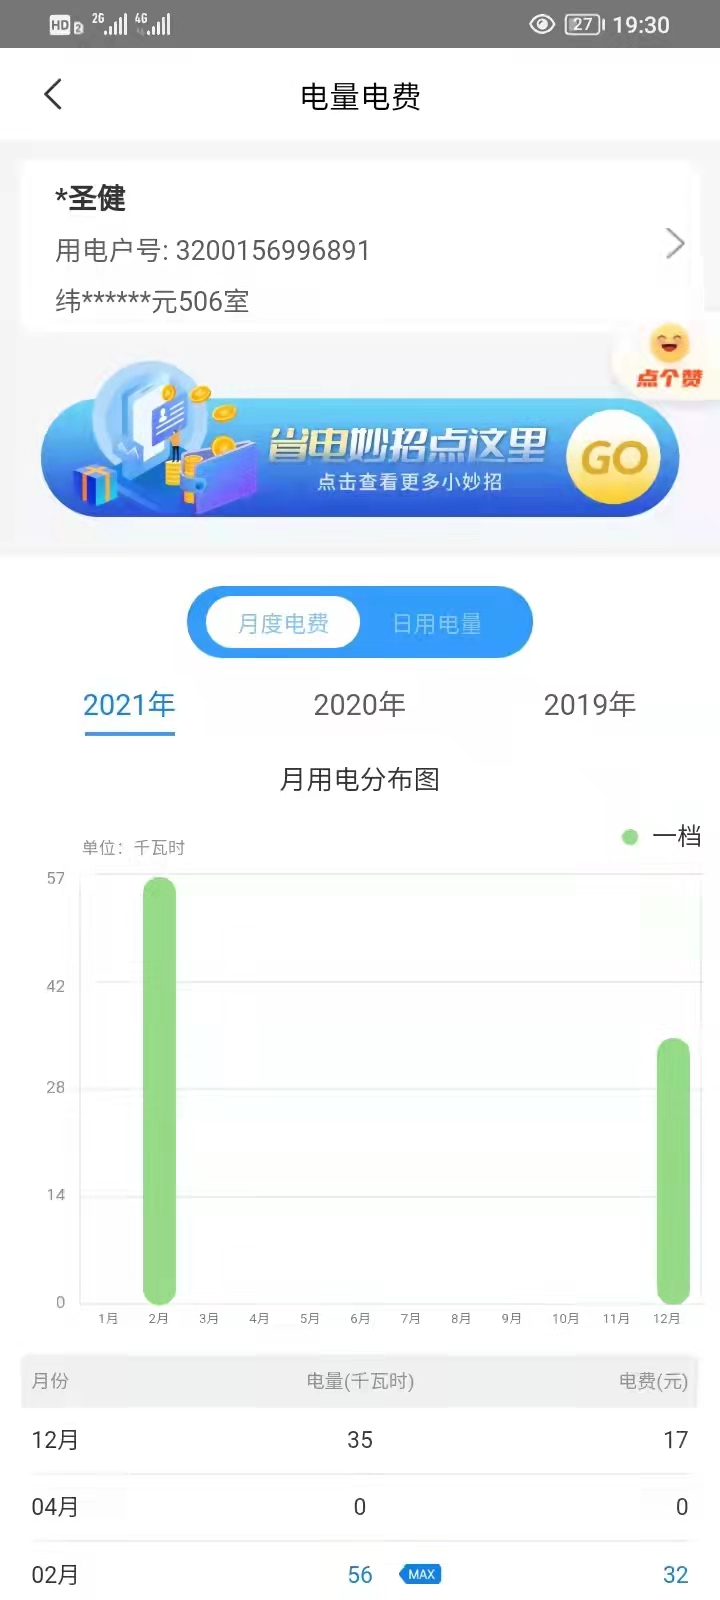 HD 2 2G 4G 27 19:30
电量电费
*圣健
用电户号: 3200156996891
纬******元506室
点个赞
省电妙招点这里
点击查看更多小妙招
GO
月度电费 日用电量
2021年 2020年 2019年
月用电分布图
单位：千瓦时
一档
57
42
28
14
0
1月 2月 3月 4月 5月 6月 7月 8月 9月 10月 11月 12月
月份 电量(千瓦时) 电费(元)
12月 35 17
04月 0 0
02月 56 MAX 32